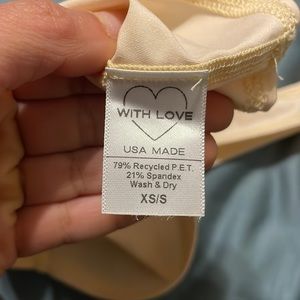 WITH LOVE
USA MADE
79% Recycled P.E.T.
21% Spandex
Wash & Dry
XS/S